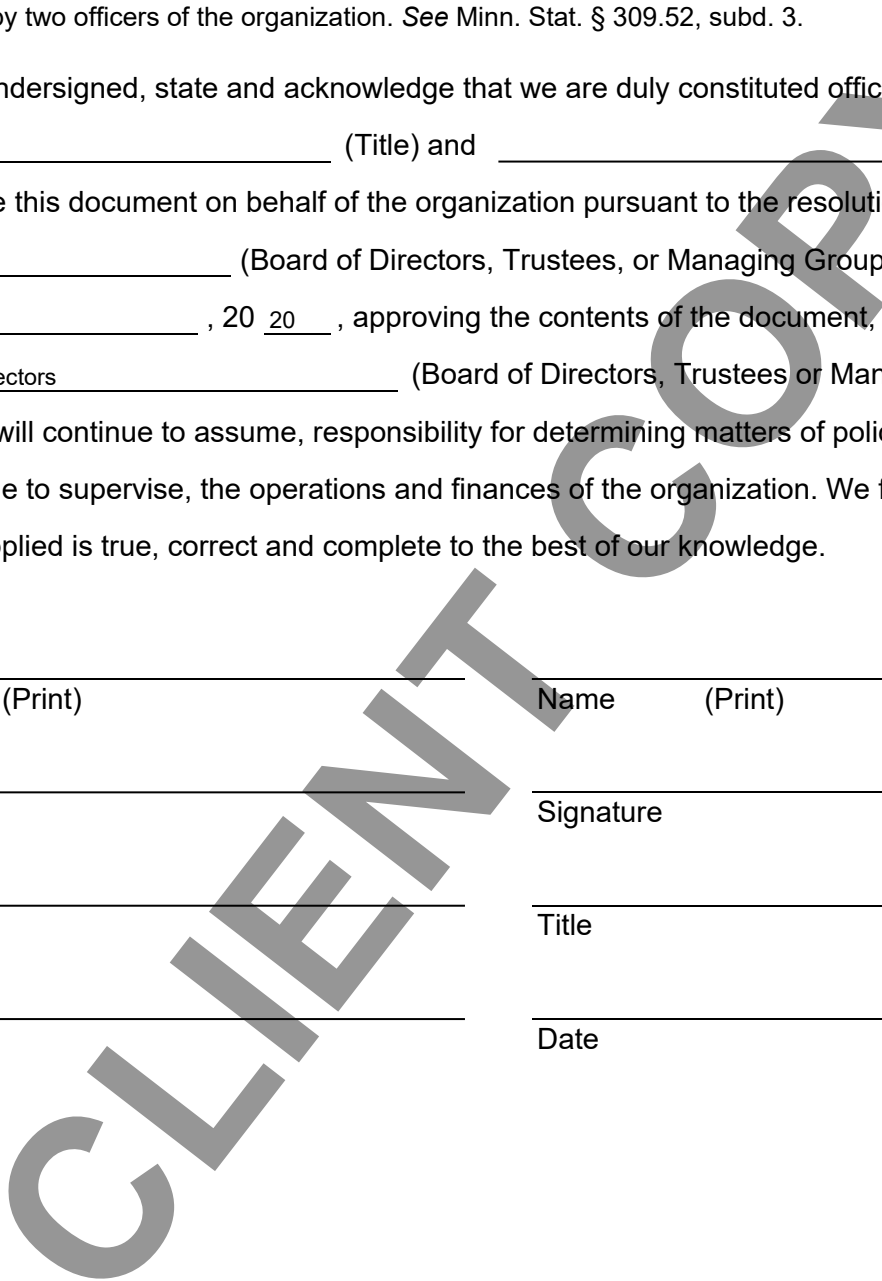 by two officers of the organization. See Minn. Stat. § 309.52, subd. 3.
ndersigned, state and acknowledge that we are duly constituted offic
(Title) and
e this document on behalf of the organization pursuant to the resoluti
(Board of Directors, Trustees, or Managing Group
, 20 20 , approving the contents of the document,
ectors (Board of Directors, Trustees or Man
will continue to assume, responsibility for determining matters of polic
e to supervise, the operations and finances of the organization. We f
pplied is true, correct and complete to the best of our knowledge.
(Print) Name (Print)
Signature
Title
Date
CLIENT COPY